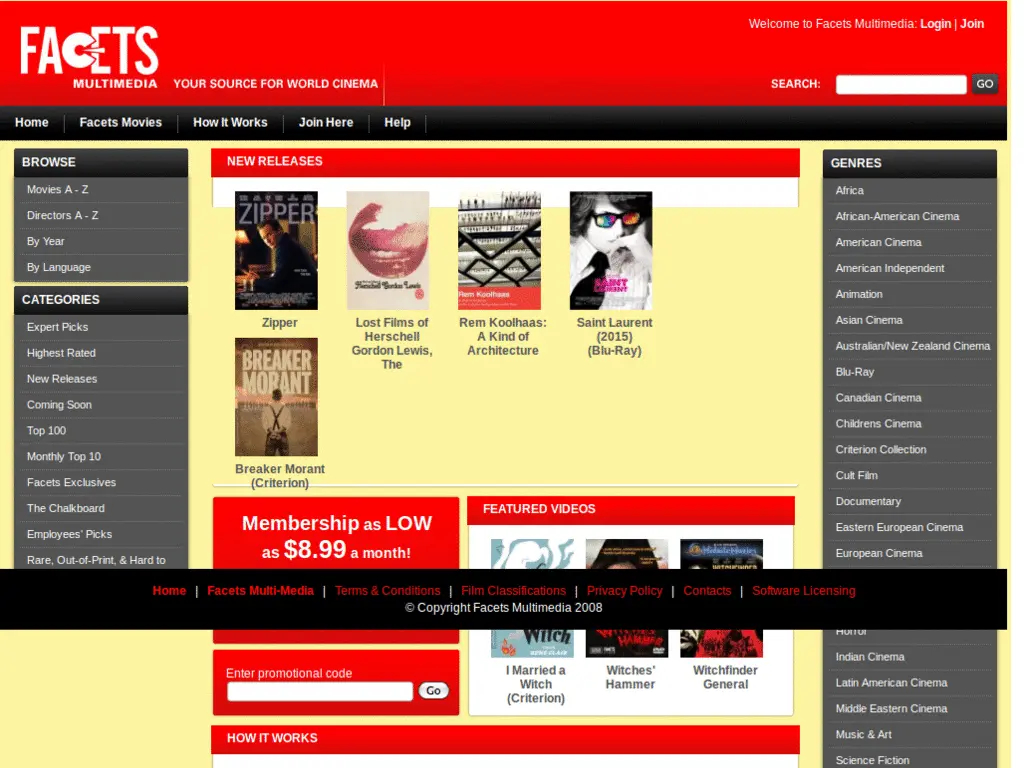 Welcome to Facets Multimedia: Login | Join
FACETS
MULTIMEDIA
YOUR SOURCE FOR WORLD CINEMA
SEARCH:
GO
Home
Facets Movies
How It Works
Join Here
Help
BROWSE
Movies A - Z
Directors A - Z
By Year
By Language
CATEGORIES
Expert Picks
Highest Rated
New Releases
Coming Soon
Top 100
Monthly Top 10
Facets Exclusives
The Chalkboard
Employees' Picks
Rare, Out-of-Print, & Hard to
NEW RELEASES
ZIPPER
Zipper
Herschell Gordon Lewis
Lost Films of
Herschell
Gordon Lewis,
The
Rem Koolhaas
Rem Koolhaas:
A Kind of
Architecture
SAINT
LAURENT
Saint Laurent
(2015)
(Blu-Ray)
BREAKER
MORANT
Breaker Morant
(Criterion)
Membership as LOW
as $8.99 a month!
Enter promotional code
Go
FEATURED VIDEOS
Witch
I Married a
Witch
(Criterion)
WITCHES'
HAMMER
Witches'
Hammer
Midnite Movies
WITCHFINDER
Witchfinder
General
HOW IT WORKS
GENRES
Africa
African-American Cinema
American Cinema
American Independent
Animation
Asian Cinema
Australian/New Zealand Cinema
Blu-Ray
Canadian Cinema
Childrens Cinema
Criterion Collection
Cult Film
Documentary
Eastern European Cinema
European Cinema
Horror
Indian Cinema
Latin American Cinema
Middle Eastern Cinema
Music & Art
Science Fiction
Home | Facets Multi-Media | Terms & Conditions | Film Classifications | Privacy Policy | Contacts | Software Licensing
© Copyright Facets Multimedia 2008